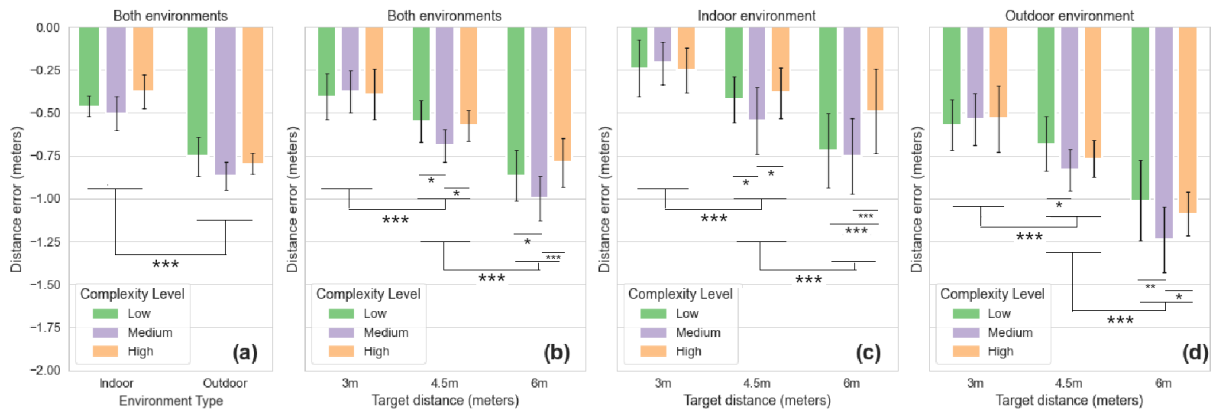 Both environments
Distance error (meters)
0.00
−0.25
−0.50
−0.75
−1.00
−1.25
−1.50
−1.75
−2.00
***
Complexity Level
Low
Medium
High
(a)
Indoor
Outdoor
Environment Type
Both environments
Distance error (meters)
*
*
***
*
***
***
Complexity Level
Low
Medium
High
(b)
3m
4.5m
6m
Target distance (meters)
Indoor environment
Distance error (meters)
*
*
***
***
***
***
Complexity Level
Low
Medium
High
(c)
3m
4.5m
6m
Target distance (meters)
Outdoor environment
Distance error (meters)
*
***
**
*
***
Complexity Level
Low
Medium
High
(d)
3m
4.5m
6m
Target distance (meters)